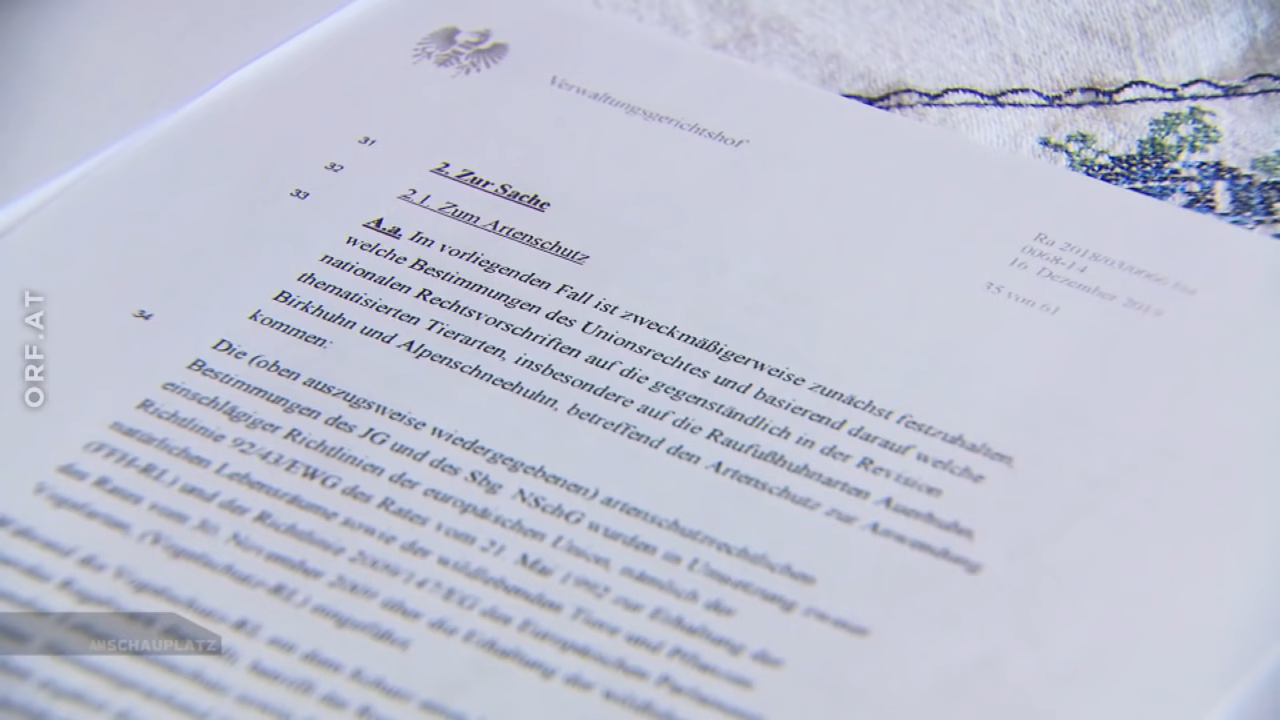 Verwaltungsgerichtshof
Ra 2018/03/0066
0068-14
16. Dezember 2019
35 von 61
31
2. Zur Sache
32
2.1. Zum Artenschutz
33
A.a. Im vorliegenden Fall ist zweckmäßigerweise zunächst festzuhalten,
welche Bestimmungen des Unionsrechtes und basierend darauf welche
nationalen Rechtsvorschriften auf die gegenständlich in der Revision
thematisierten Tierarten, insbesondere auf die Raufußhuhnarten Auerhuhn,
Birkhuhn und Alpenschneehuhn, betreffend den Artenschutz zur Anwendung
kommen:
34
Die (oben auszugsweise wiedergegebenen) artenschutzrechtlichen
Bestimmungen des JG und des Sbg NSchG wurden in Umsetzung zweier
einschlägiger Richtlinien der europäischen Union, nämlich der
Richtlinie 92/43/EWG des Rates vom 21. Mai 1992 zur Erhaltung der
natürlichen Lebensräume sowie der wildlebenden Tiere und Pflanzen
(FFH-RL) und der Richtlinie 2009/147/EG des Europäischen
des Rates vom 30. November 2009 über die Erhaltung der
Vogelarten, (Vogelschutz-RL) eingeführt.
ORF.AT
AM SCHAUPLATZ